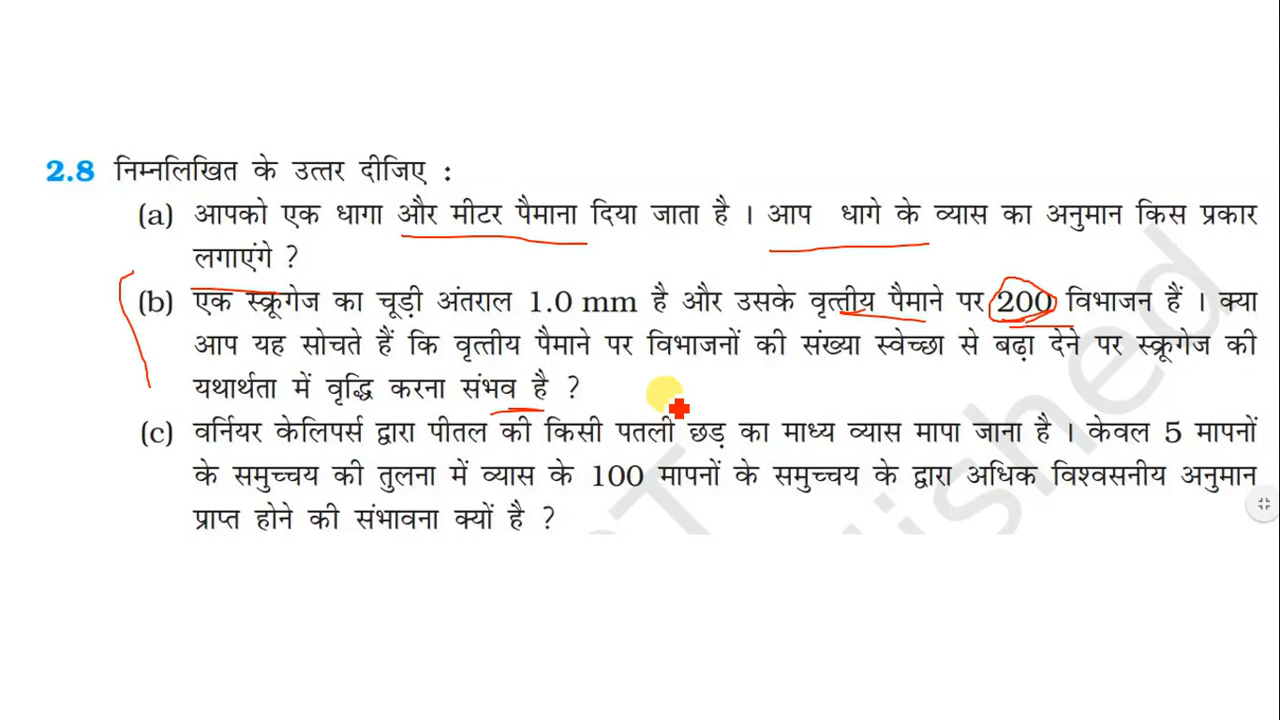 2.8 निम्नलिखित के उत्तर दीजिए :
(a) आपको एक धागा और मीटर पैमाना दिया जाता है । आप धागे के व्यास का अनुमान किस प्रकार
लगाएंगे ?
(b) एक स्क्रूगेज का चूड़ी अंतराल 1.0 mm है और उसके वृत्तीय पैमाने पर 200 विभाजन हैं । क्या
आप यह सोचते हैं कि वृत्तीय पैमाने पर विभाजनों की संख्या स्वेच्छा से बढ़ा देने पर स्क्रूगेज की
यथार्थता में वृद्धि करना संभव है ?
(c) वर्नियर केलिपर्स द्वारा पीतल की किसी पतली छड़ का माध्य व्यास मापा जाना है । केवल 5 मापनों
के समुच्चय की तुलना में व्यास के 100 मापनों के समुच्चय के द्वारा अधिक विश्वसनीय अनुमान
प्राप्त होने की संभावना क्यों है ?